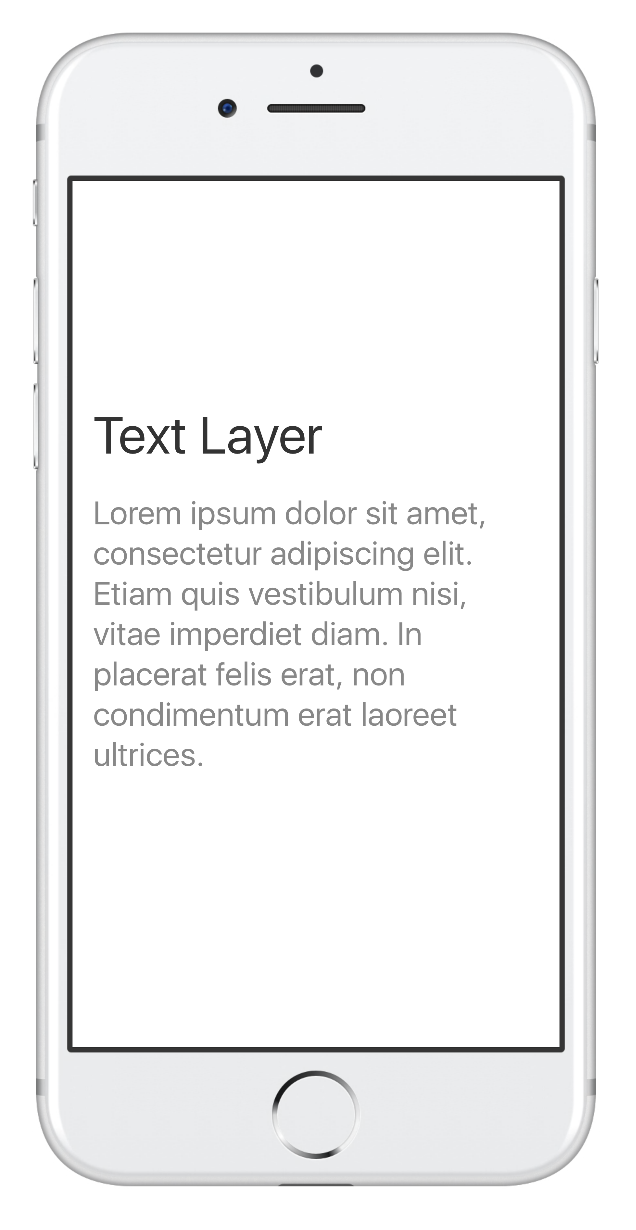 Text Layer
Lorem ipsum dolor sit amet,
consectetur adipiscing elit.
Etiam quis vestibulum nisi,
vitae imperdiet diam. In
placerat felis erat, non
condimentum erat laoreet
ultrices.